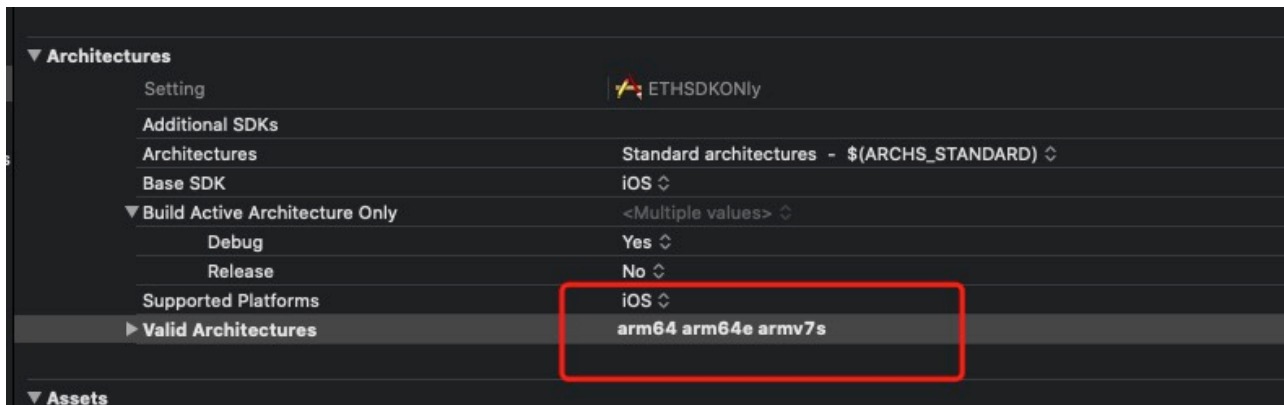 Architectures
Setting ETHSDKONly
Additional SDKs
Architectures Standard architectures - $(ARCHS_STANDARD)
Base SDK iOS
Build Active Architecture Only <Multiple values>
Debug Yes
Release No
Supported Platforms iOS
Valid Architectures arm64 arm64e armv7s
Assets